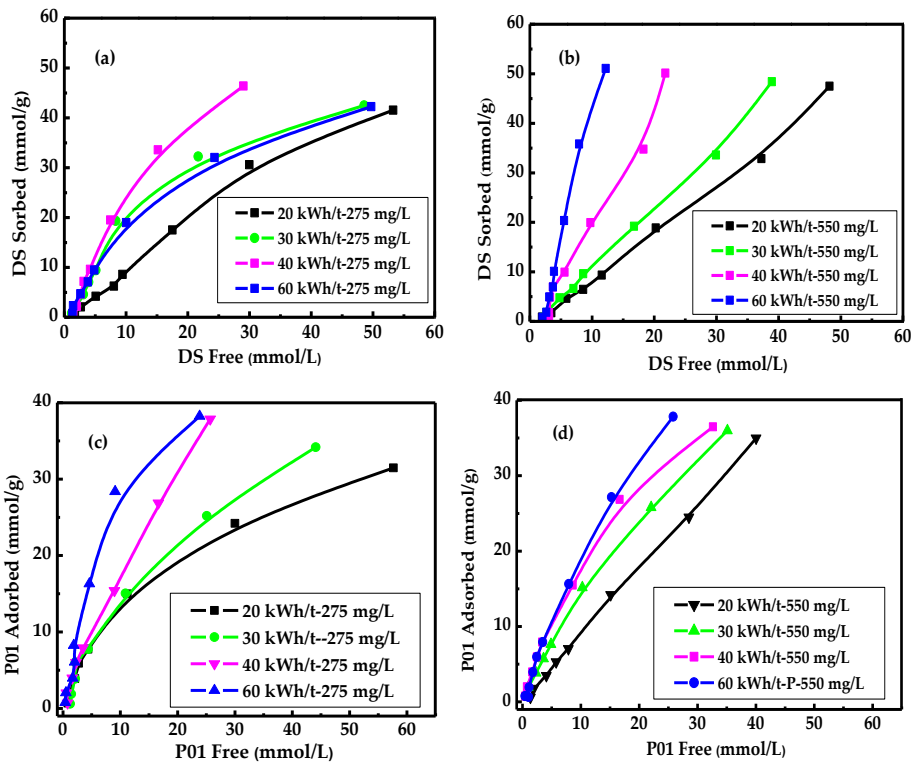 (a)
DS Sorbed (mmol/g)
60
50
40
30
20
10
0
20 kWh/t-275 mg/L
30 kWh/t-275 mg/L
40 kWh/t-275 mg/L
60 kWh/t-275 mg/L
0 10 20 30 40 50 60
DS Free (mmol/L)
(b)
DS Sorbed (mmol/g)
60
50
40
30
20
10
0
20 kWh/t-550 mg/L
30 kWh/t-550 mg/L
40 kWh/t-550 mg/L
60 kWh/t-550 mg/L
0 10 20 30 40 50 60
DS Free (mmol/L)
(c)
P01 Adorbed (mmol/g)
40
30
20
10
0
20 kWh/t-275 mg/L
30 kWh/t--275 mg/L
40 kWh/t-275 mg/L
60 kWh/t-275 mg/L
0 10 20 30 40 50 60
P01 Free (mmol/L)
(d)
P01 Adsorbed (mmol/g)
40
30
20
10
0
20 kWh/t-550 mg/L
30 kWh/t-550 mg/L
40 kWh/t-550 mg/L
60 kWh/t-P-550 mg/L
0 10 20 30 40 50 60
P01 Free (mmol/L)